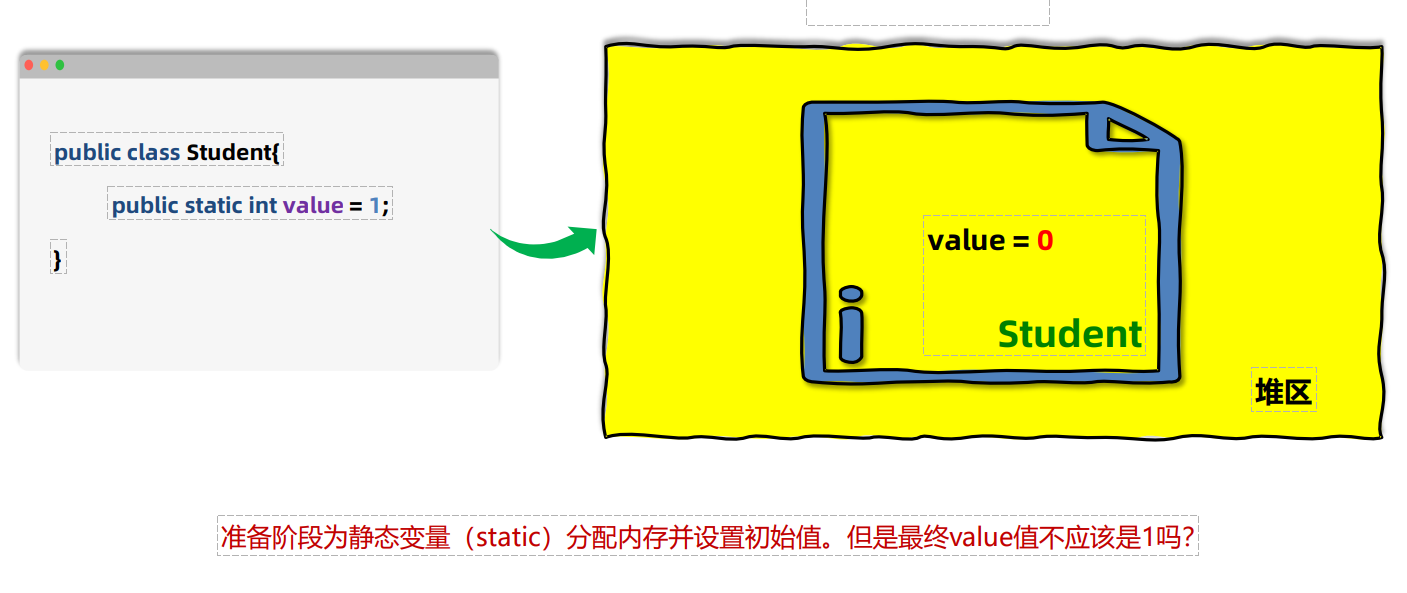 public class Student{
public static int value = 1;
}
value = 0
Student
堆区
准备阶段为静态变量（static）分配内存并设置初始值。但是最终value值不应该是1吗?